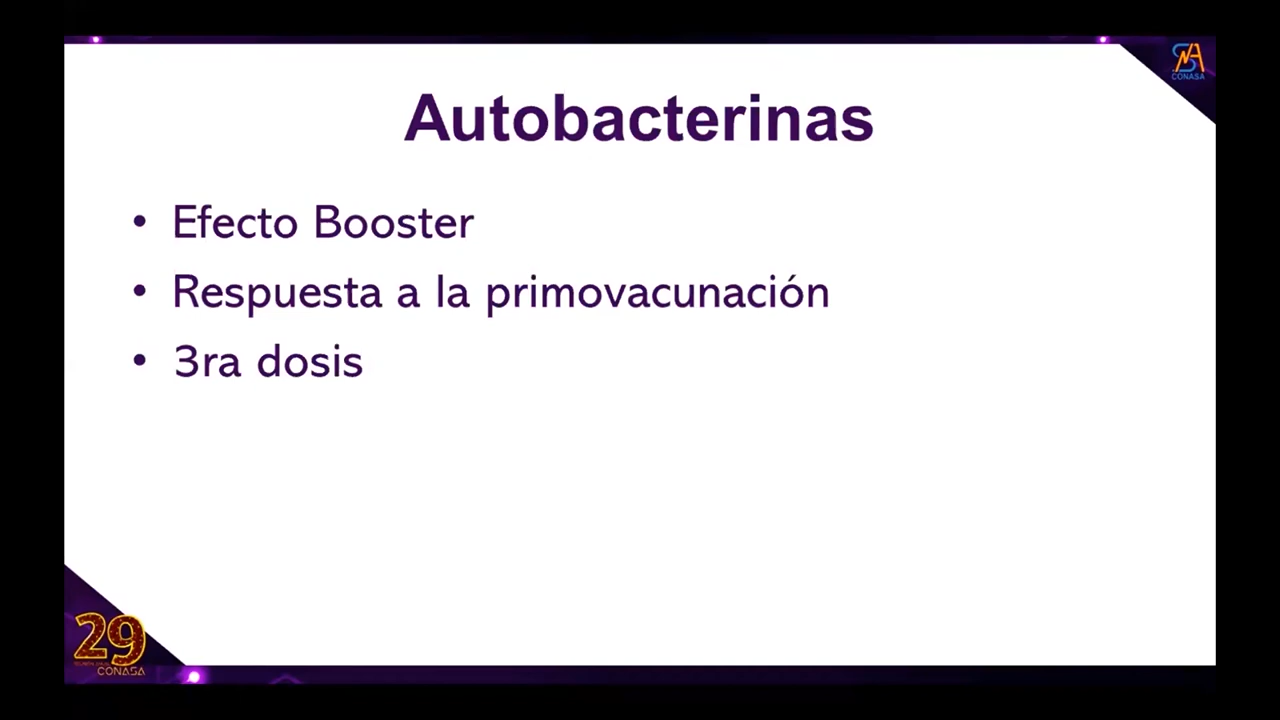 CONASA
Autobacterinas
• Efecto Booster
• Respuesta a la primovacunación
• 3ra dosis
29
CONASA